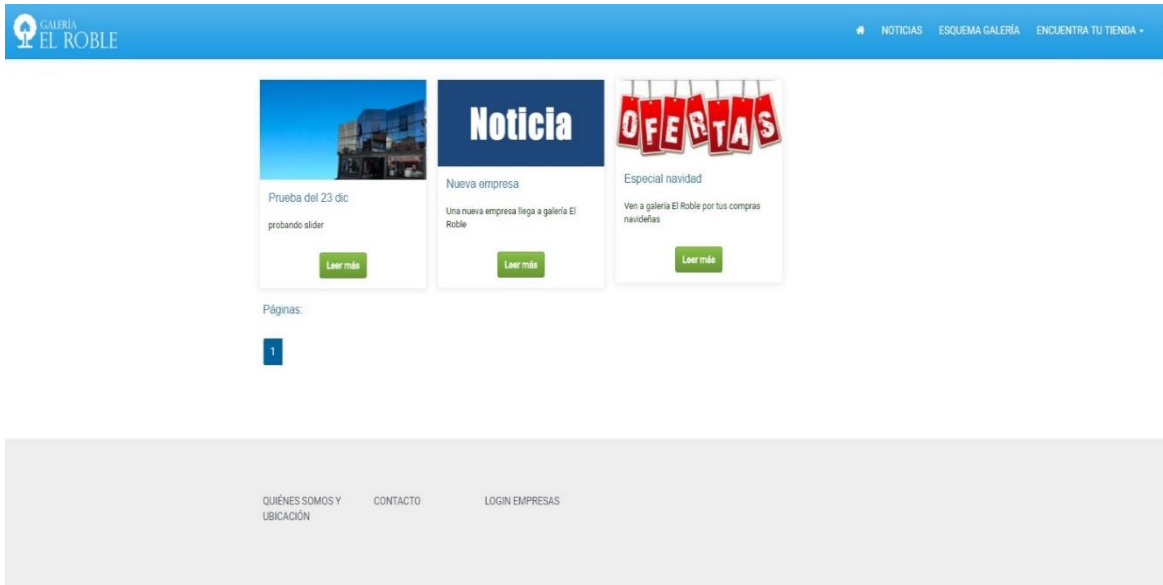 GALERÍA
EL ROBLE
NOTICIAS
ESQUEMA GALERÍA
ENCUENTRA TU TIENDA
Prueba del 23 dic
probando slider
Leer más
Noticia
Nueva empresa
Una nueva empresa llega a galería El
Roble
Leer más
OFERTAS
Especial navidad
Ven a galería El Roble por tus compras
navideñas
Leer más
Páginas:
1
QUIÉNES SOMOS Y
UBICACIÓN
CONTACTO
LOGIN EMPRESAS